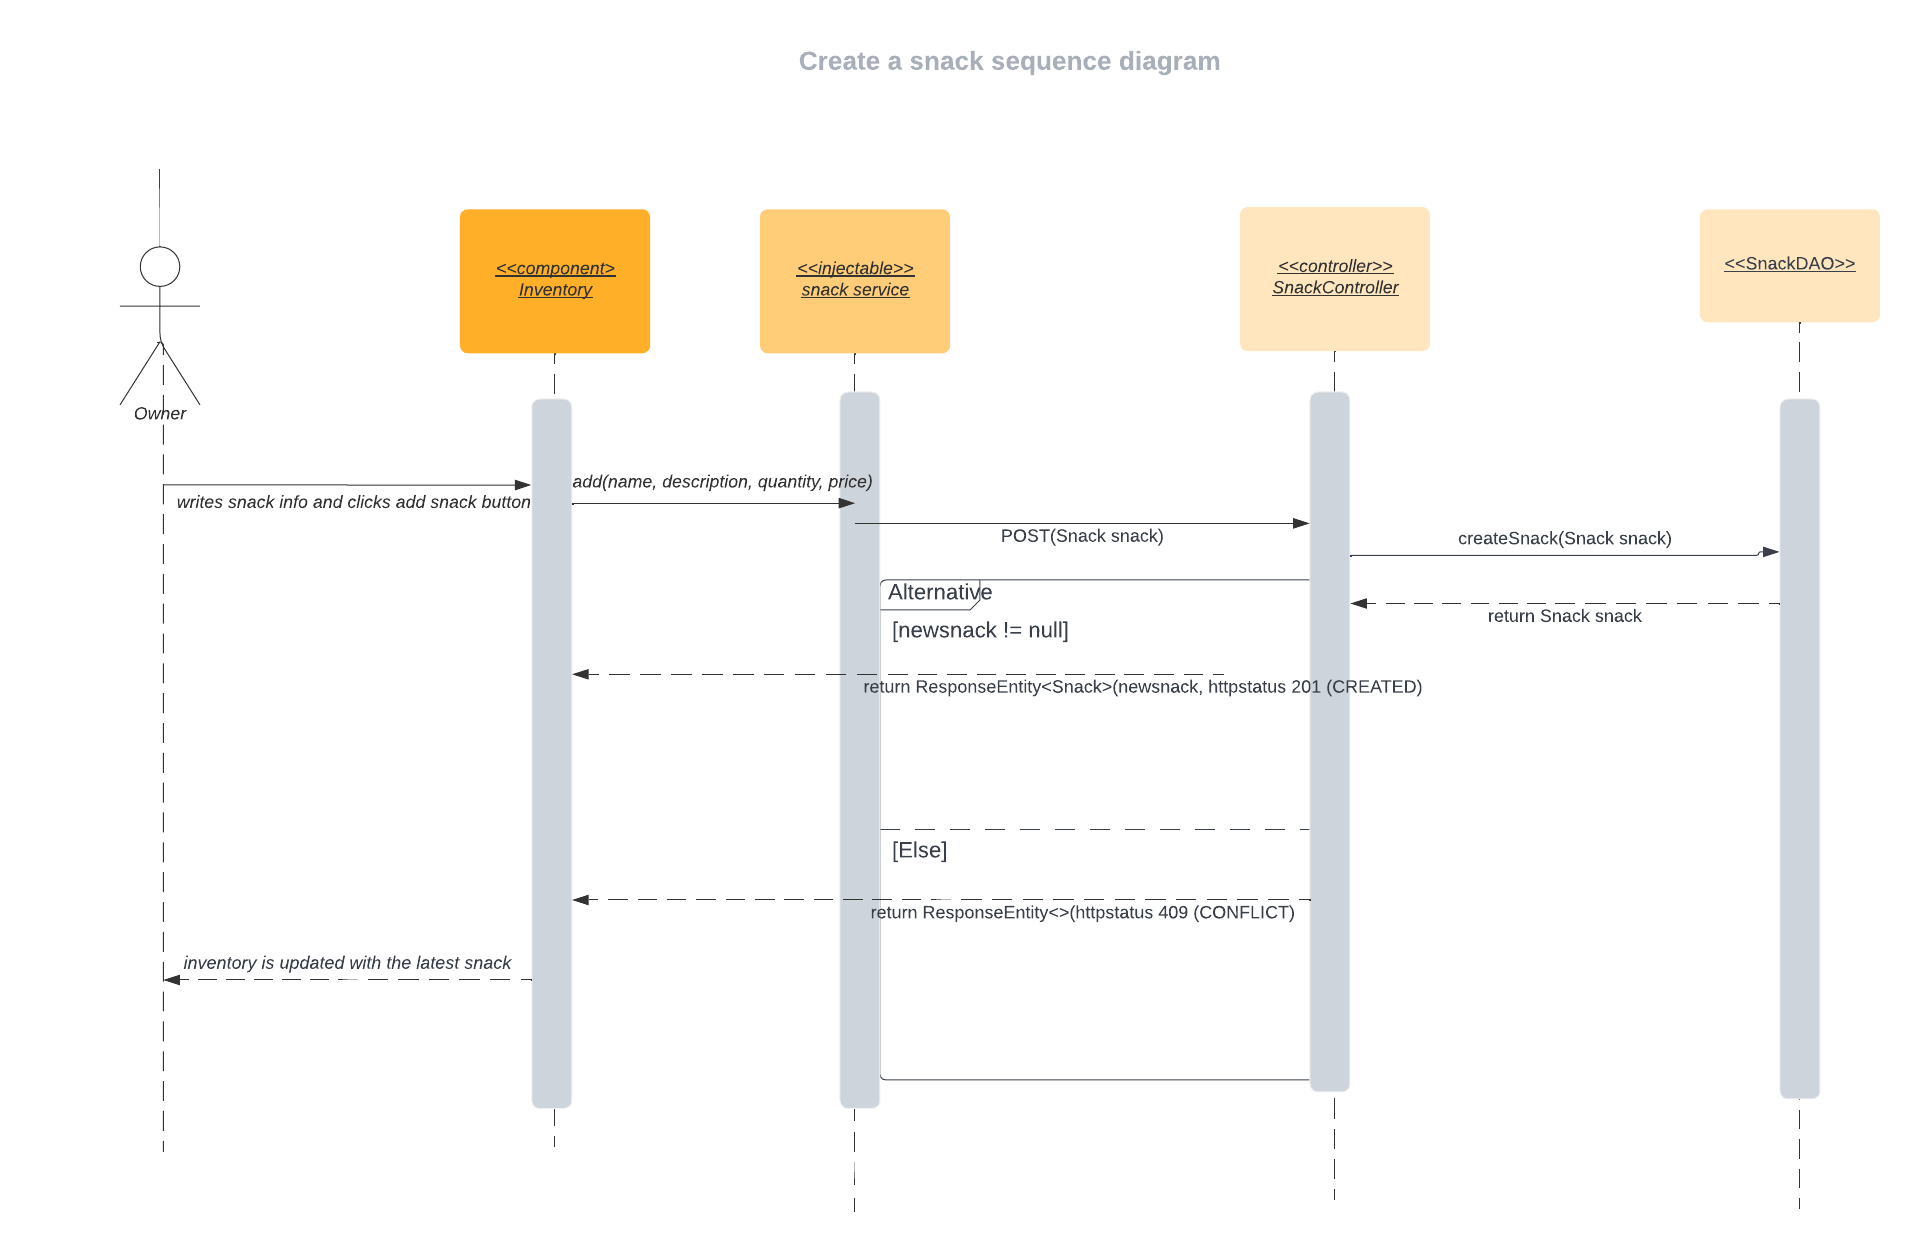 Create a snack sequence diagram
<<component>
Inventory
<<injectable>>
snack service
<<controller>>
SnackController
<<SnackDAO>>
Owner
writes snack info and clicks add snack button
add(name, description, quantity, price)
POST(Snack snack)
createSnack(Snack snack)
Alternative
return Snack snack
[newsnack != null]
return ResponseEntity<Snack>(newsnack, httpstatus 201 (CREATED)
[Else]
return ResponseEntity<>(httpstatus 409 (CONFLICT)
inventory is updated with the latest snack